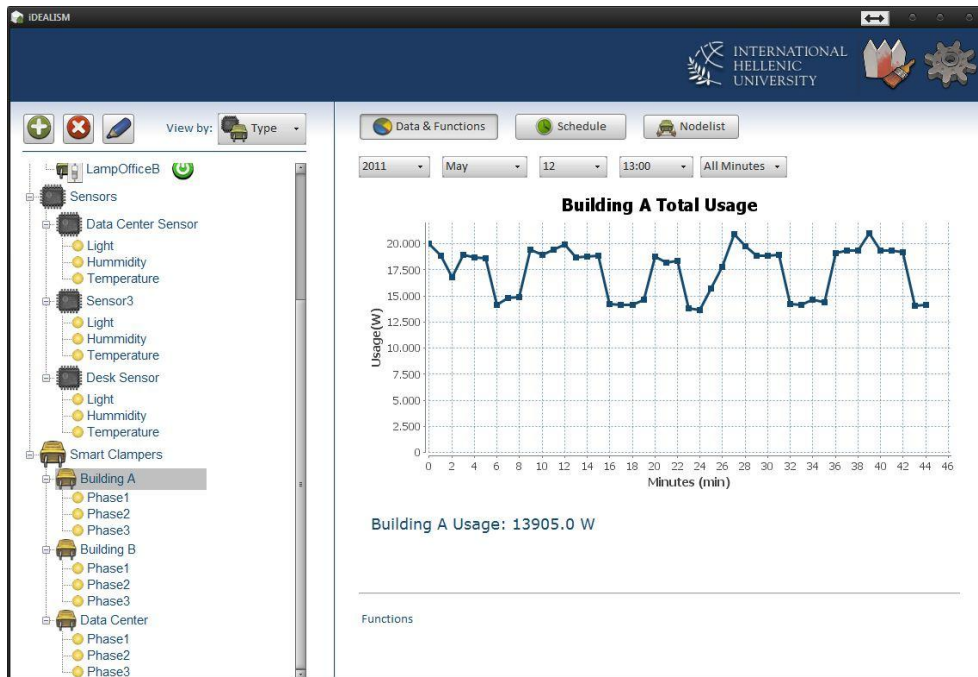 iDEALISM
INTERNATIONAL
HELLENIC
UNIVERSITY
View by:
Type
LampOfficeB
Sensors
Data Center Sensor
Light
Hummidity
Temperature
Sensor3
Light
Hummidity
Temperature
Desk Sensor
Light
Hummidity
Temperature
Smart Clampers
Building A
Phase1
Phase2
Phase3
Building B
Phase1
Phase2
Phase3
Data Center
Phase1
Phase2
Phase3
Data & Functions
Schedule
Nodelist
2011 May 12 13:00 All Minutes
Building A Total Usage
Usage(W)
20.000
17.500
15.000
12.500
10.000
7.500
5.000
2.500
0
0 2 4 6 8 10 12 14 16 18 20 22 24 26 28 30 32 34 36 38 40 42 44 46
Minutes (min)
Building A Usage: 13905.0 W
Functions